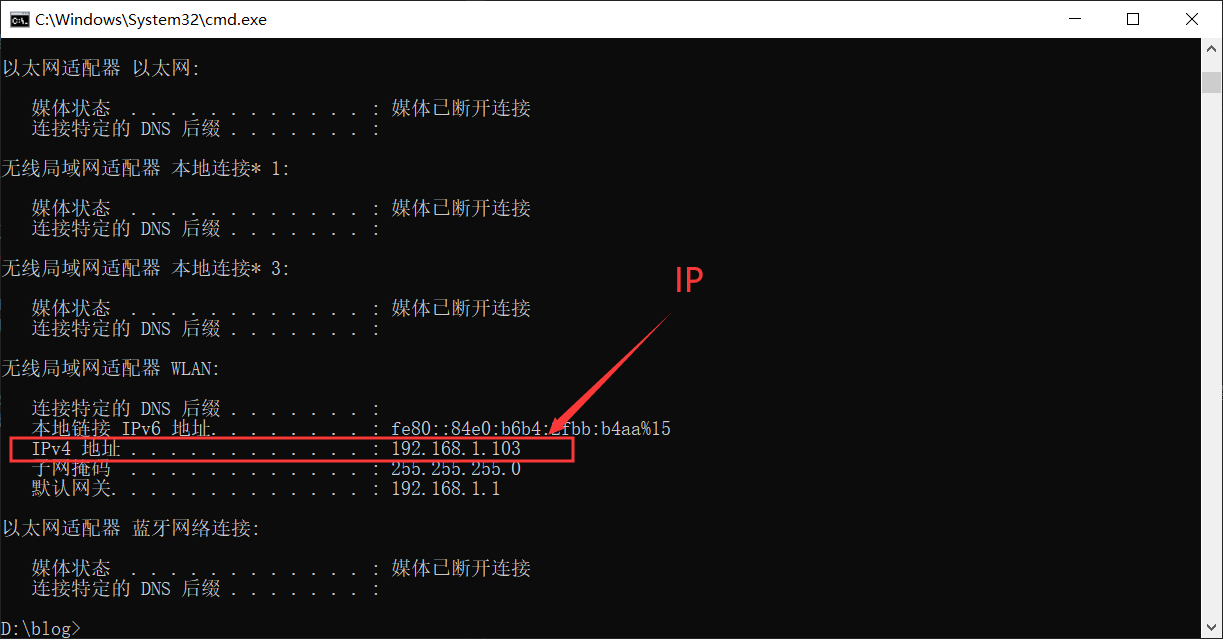 C:\Windows\System32\cmd.exe
以太网适配器 以太网:
媒体状态 . . . . . . . . . . . . : 媒体已断开连接
连接特定的 DNS 后缀 . . . . . . . :
无线局域网适配器 本地连接* 1:
媒体状态 . . . . . . . . . . . . : 媒体已断开连接
连接特定的 DNS 后缀 . . . . . . . :
无线局域网适配器 本地连接* 3:
IP
媒体状态 . . . . . . . . . . . . : 媒体已断开连接
连接特定的 DNS 后缀 . . . . . . . :
无线局域网适配器 WLAN:
连接特定的 DNS 后缀 . . . . . . . :
本地链接 IPv6 地址. . . . . . . . : fe80::84e0:b6b4:2fbb:b4aa%15
IPv4 地址 . . . . . . . . . . . . : 192.168.1.103
子网掩码 . . . . . . . . . . . . : 255.255.255.0
默认网关. . . . . . . . . . . . . : 192.168.1.1
以太网适配器 蓝牙网络连接:
媒体状态 . . . . . . . . . . . . : 媒体已断开连接
连接特定的 DNS 后缀 . . . . . . . :
D:\blog>